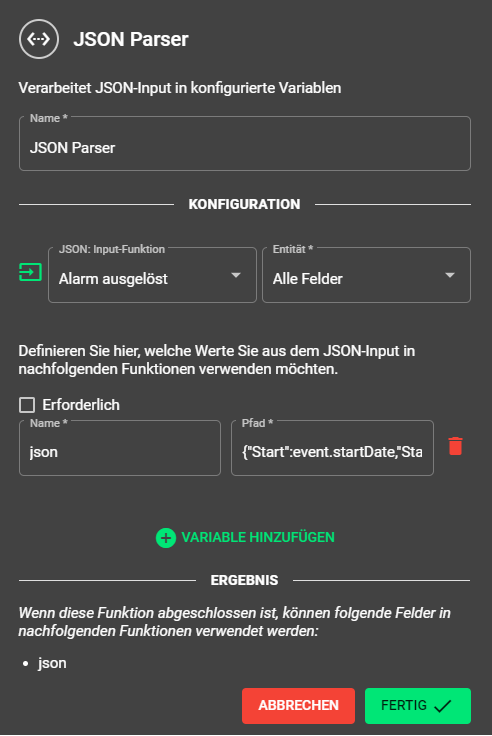 JSON Parser
Verarbeitet JSON-Input in konfigurierte Variablen
Name *
JSON Parser
KONFIGURATION
JSON: Input-Funktion
Entität *
Alarm ausgelöst
Alle Felder
Definieren Sie hier, welche Werte Sie aus dem JSON-Input in
nachfolgenden Funktionen verwenden möchten.
Erforderlich
Name *
Pfad *
json
{"Start":event.startDate,"Sta
VARIABLE HINZUFÜGEN
ERGEBNIS
Wenn diese Funktion abgeschlossen ist, können folgende Felder in
nachfolgenden Funktionen verwendet werden:
• json
ABBRECHEN
FERTIG